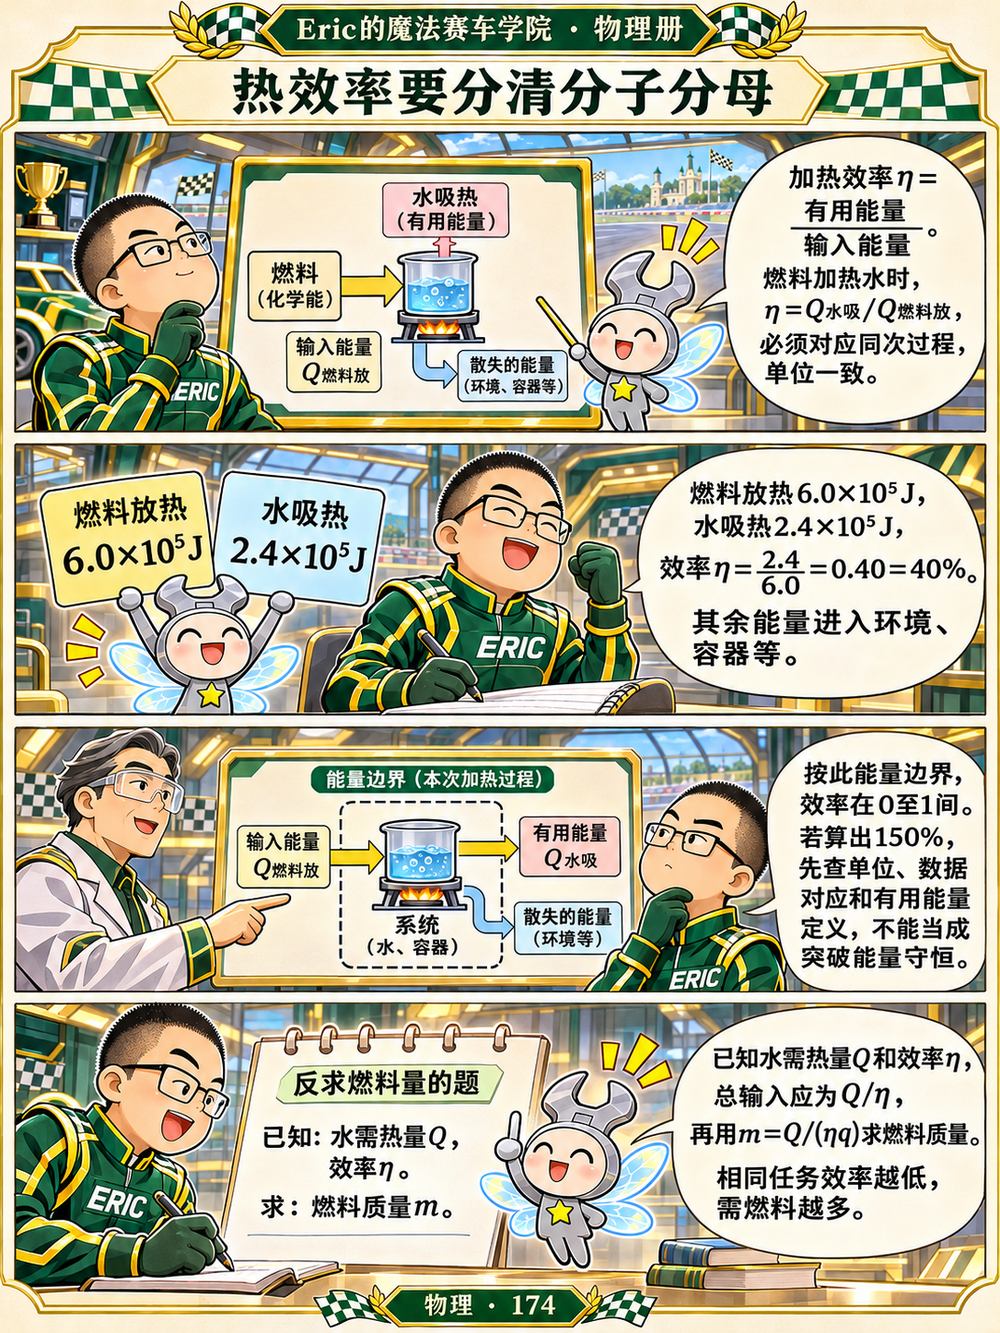 Eric的魔法赛车学院 · 物理册
热效率要分清分子分母
水吸热
(有用能量)
燃料
(化学能)
输入能量
Q燃料放
散失的能量
(环境、容器等)
ERIC
加热效率η=
有用能量
输入能量。
燃料加热水时，
η=Q水吸/Q燃料放，
必须对应同次过程，
单位一致。
燃料放热
6.0×10⁵J
水吸热
2.4×10⁵J
ERIC
燃料放热6.0×10⁵J，
水吸热2.4×10⁵J，
效率η=2.4/6.0=0.40=40%。
其余能量进入环境、
容器等。
能量边界（本次加热过程）
输入能量
Q燃料放
系统
(水、容器)
有用能量
Q水吸
散失的能量
(环境等)
ERIC
按此能量边界，
效率在0至1间。
若算出150%，
先查单位、数据
对应和有用能量
定义，不能当成
突破能量守恒。
ERIC
反求燃料量的题
已知：水需热量Q，
效率η。
求：燃料质量m。
已知水需热量Q和效率η，
总输入应为Q/η，
再用m=Q/(ηq)求燃料质量。
相同任务效率越低，
需燃料越多。
物理 · 174